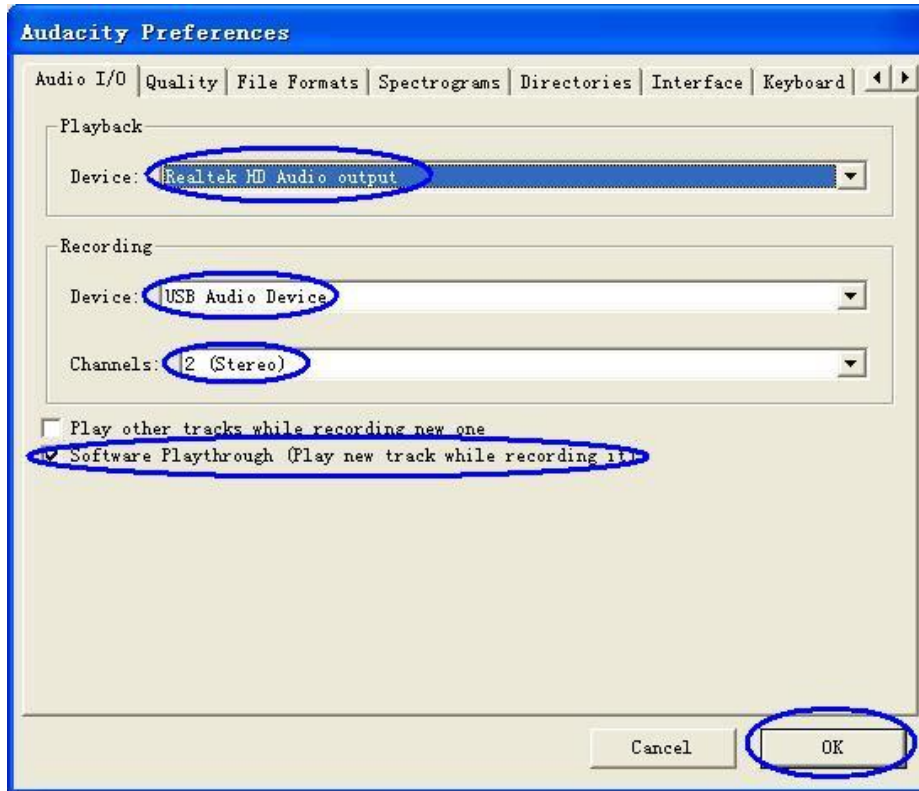 Audacity Preferences
Audio I/O Quality File Formats Spectrograms Directories Interface Keyboard
Playback
Device: Realtek HD Audio output
Recording
Device: USB Audio Device
Channels: 2 (Stereo)
Play other tracks while recording new one
Software Playthrough (Play new track while recording it)
Cancel OK